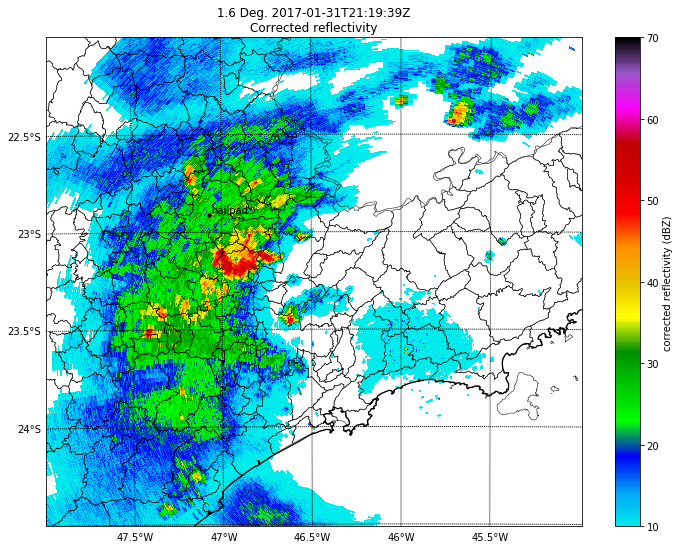 1.6 Deg. 2017-01-31T21:19:39Z
Corrected reflectivity
22.5°S
23°S
23.5°S
24°S
hailpad
47.5°W
47°W
46.5°W
46°W
45.5°W
70
60
50
40
30
20
10
corrected reflectivity (dBZ)